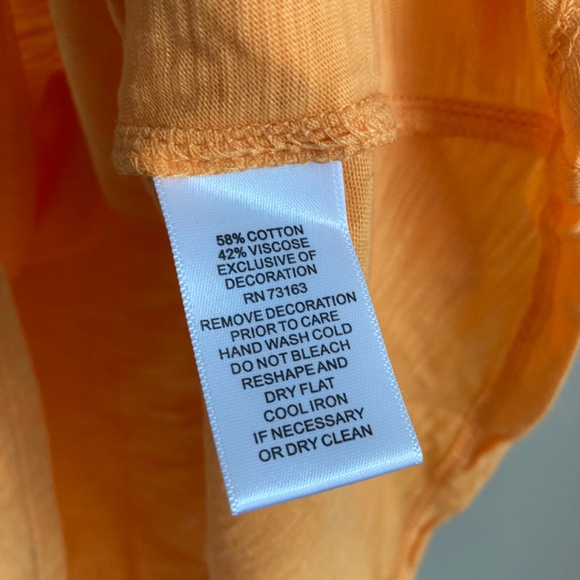 58% COTTON
42% VISCOSE
EXCLUSIVE OF
DECORATION
RN 73163
REMOVE DECORATION
PRIOR TO CARE
HAND WASH COLD
DO NOT BLEACH
RESHAPE AND
DRY FLAT
COOL IRON
IF NECESSARY
OR DRY CLEAN